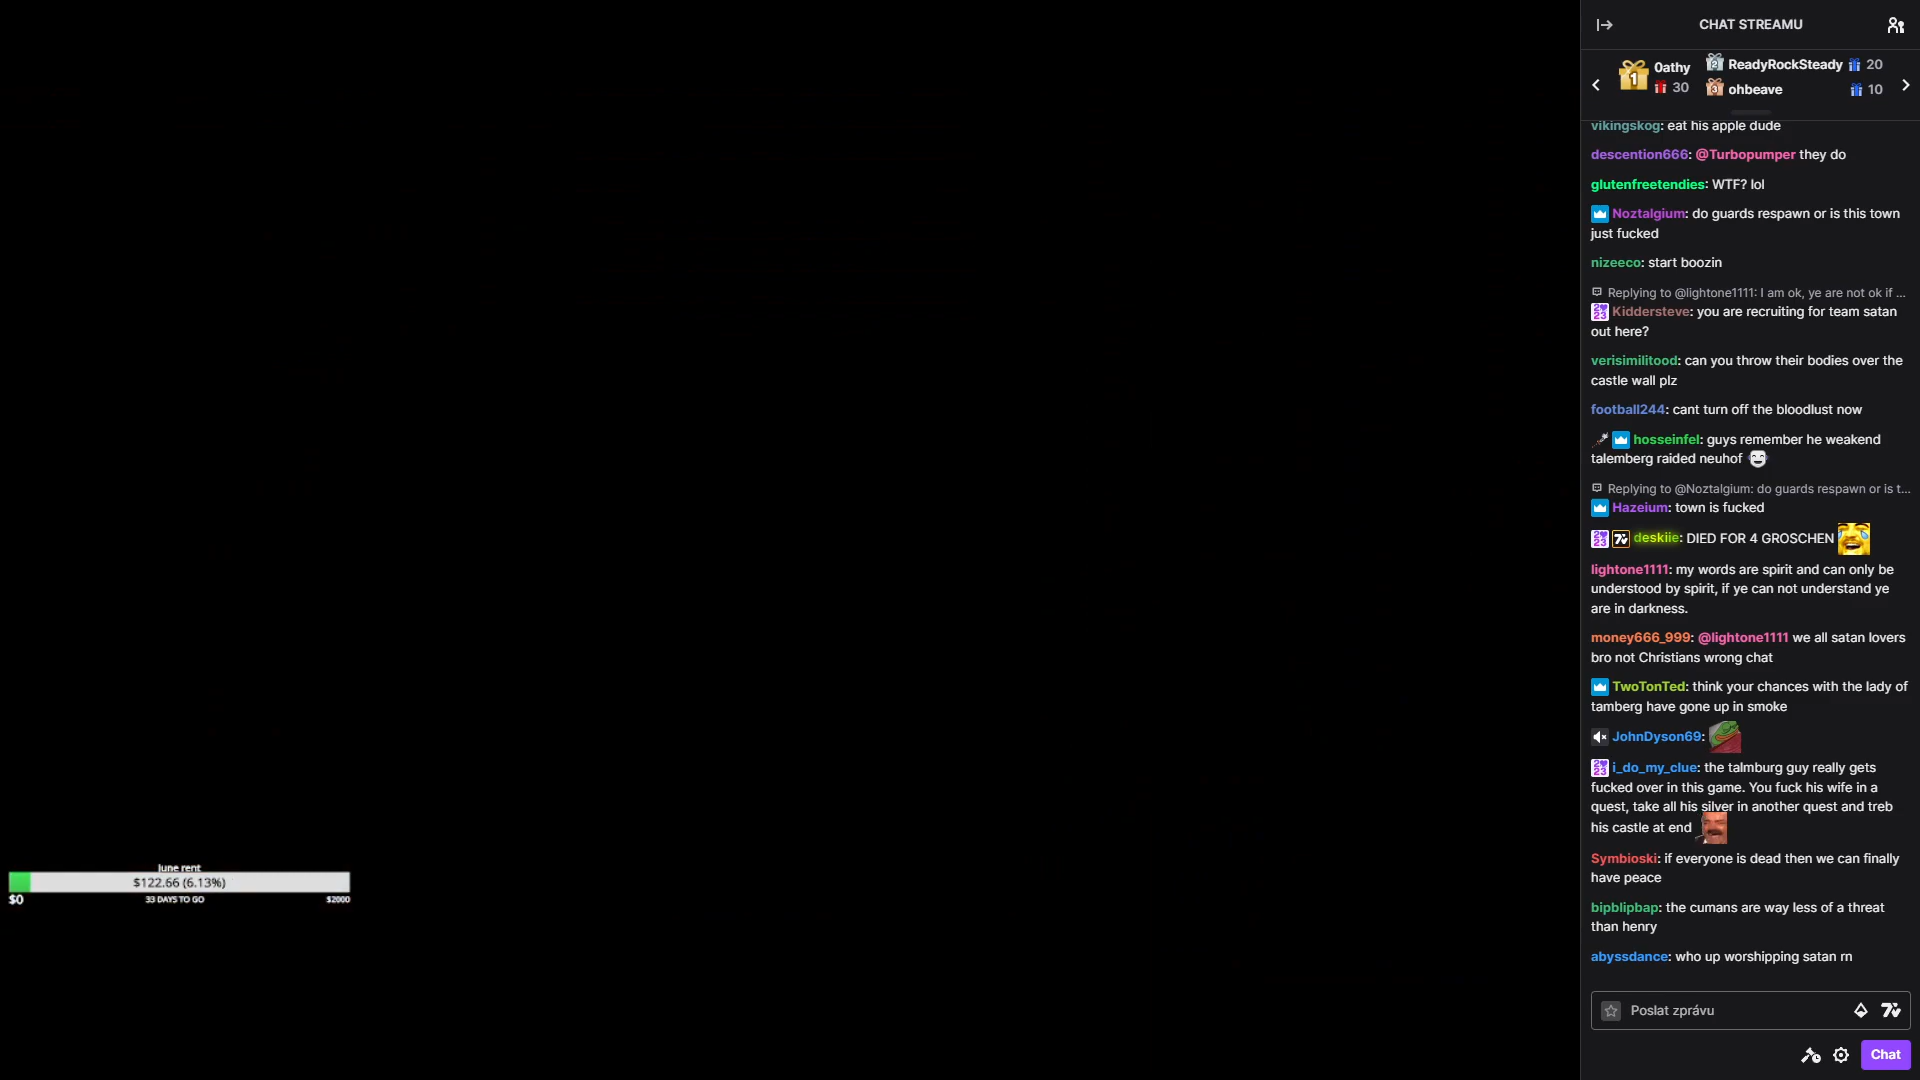 CHAT STREAMU
1 0athy 30
2 ReadyRockSteady 20
3 ohbeave 10
vikingskog: eat his apple dude
descention666: @Turbopumper they do
glutenfreetendies: WTF? lol
Noztalgium: do guards respawn or is this town
just fucked
nizeeco: start boozin
Replying to @lightone1111: I am ok, ye are not ok if ...
Kiddersteve: you are recruiting for team satan
out here?
verisimilitood: can you throw their bodies over the
castle wall plz
football244: cant turn off the bloodlust now
hosseinfel: guys remember he weakend
talemberg raided neuhof
Replying to @Noztalgium: do guards respawn or is t...
Hazeium: town is fucked
deskiie: DIED FOR 4 GROSCHEN
lightone1111: my words are spirit and can only be
understood by spirit, if ye can not understand ye
are in darkness.
money666_999: @lightone1111 we all satan lovers
bro not Christians wrong chat
TwoTonTed: think your chances with the lady of
tamberg have gone up in smoke
JohnDyson69:
i_do_my_clue: the talmburg guy really gets
fucked over in this game. You fuck his wife in a
quest, take all his silver in another quest and treb
his castle at end
Symbioski: if everyone is dead then we can finally
have peace
bipblipbap: the cumans are way less of a threat
than henry
abyssdance: who up worshipping satan rn
Poslat zprávu
Chat
June rent
$122.66 (6.13%)
$0 33 DAYS TO GO $2000